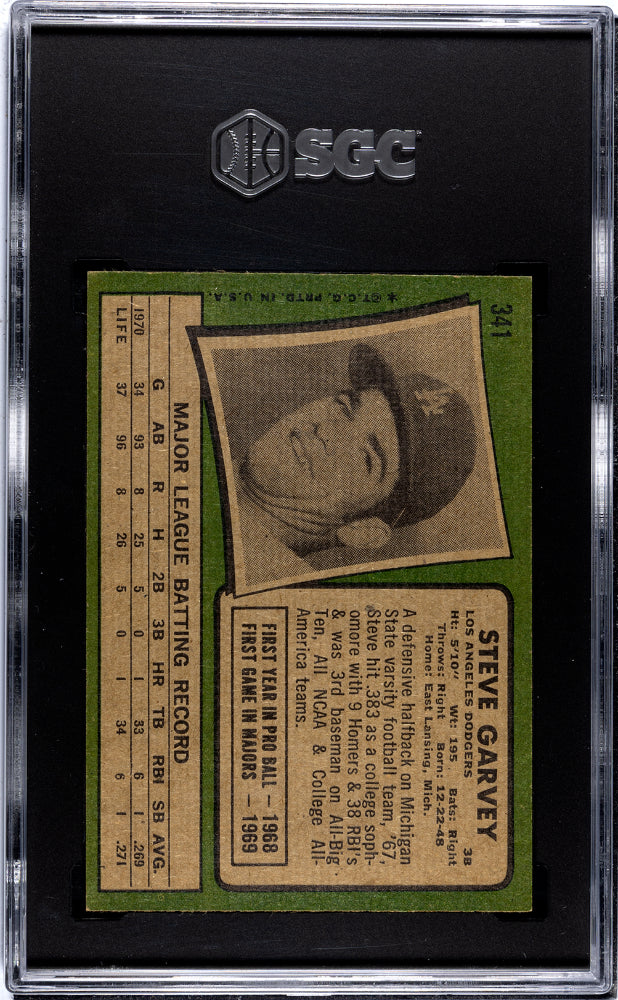 SGC
341
★ ©T.C.G. PRTD. IN U.S.A.
STEVE GARVEY
LOS ANGELES DODGERS 3B
Ht: 5'10" Wt: 195 Bats: Right
Throws: Right Born: 12-22-48
Home: East Lansing, Mich.
A defensive halfback on Michigan
State varsity football team, '67,
Steve hit .383 as a college soph-
omore with 9 Homers & 38 RBI's
& was 3rd baseman on All-Big
Ten, All NCAA & College All-
America teams.
FIRST YEAR IN PRO BALL — 1968
FIRST GAME IN MAJORS — 1969
MAJOR LEAGUE BATTING RECORD
G AB R H 2B 3B HR TB RBI SB AVG.
1970 34 93 8 25 5 0 1 33 6 1 .269
LIFE 37 96 8 26 5 0 1 34 6 1 .271